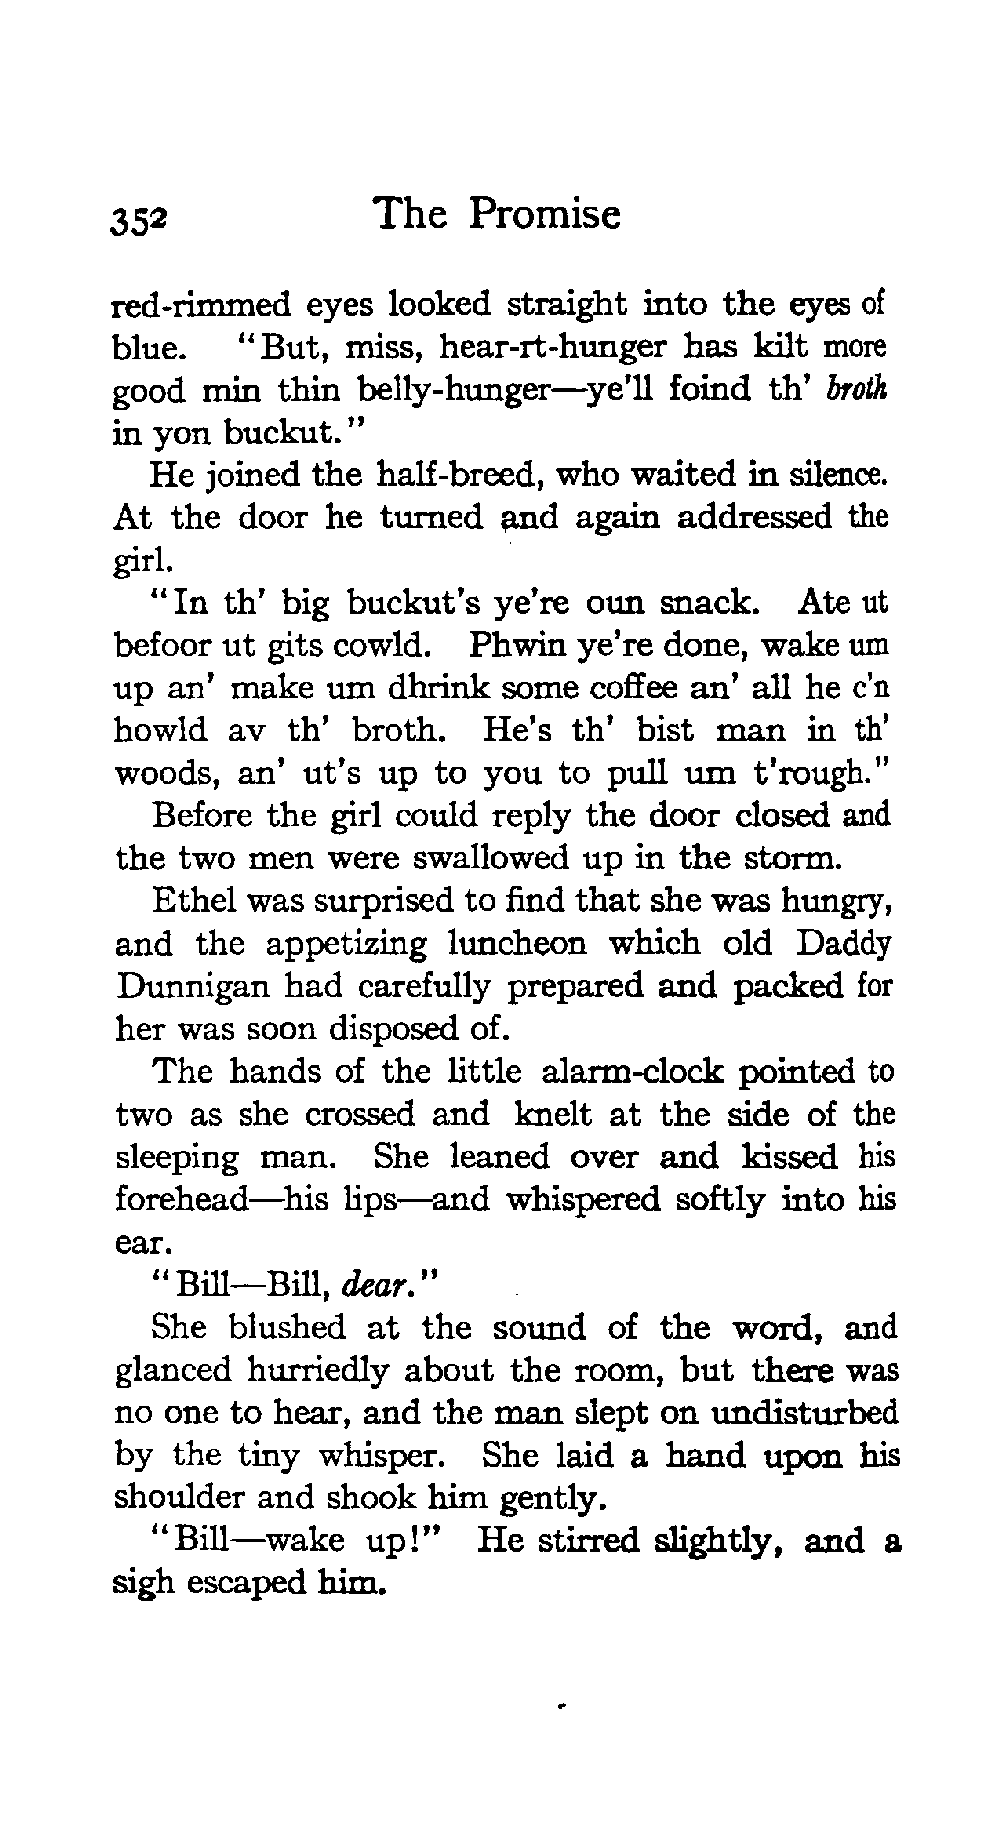 352 The Promise
red-rimmed eyes looked straight into the eyes of
blue. "But, miss, hear-rt-hunger has kilt more
good min thin belly-hunger—ye'll foind th' broth
in yon buckut."
He joined the half-breed, who waited in silence.
At the door he turned and again addressed the
girl.
"In th' big buckut's ye're oun snack. Ate ut
befoor ut gits cowld. Phwin ye're done, wake um
up an' make um dhrink some coffee an' all he c'n
howld av th' broth. He's th' bist man in th'
woods, an' ut's up to you to pull um t'rough."
Before the girl could reply the door closed and
the two men were swallowed up in the storm.
Ethel was surprised to find that she was hungry,
and the appetizing luncheon which old Daddy
Dunnigan had carefully prepared and packed for
her was soon disposed of.
The hands of the little alarm-clock pointed to
two as she crossed and knelt at the side of the
sleeping man. She leaned over and kissed his
forehead—his lips—and whispered softly into his
ear.
"Bill—Bill, dear."
She blushed at the sound of the word, and
glanced hurriedly about the room, but there was
no one to hear, and the man slept on undisturbed
by the tiny whisper. She laid a hand upon his
shoulder and shook him gently.
"Bill—wake up!" He stirred slightly, and a
sigh escaped him.